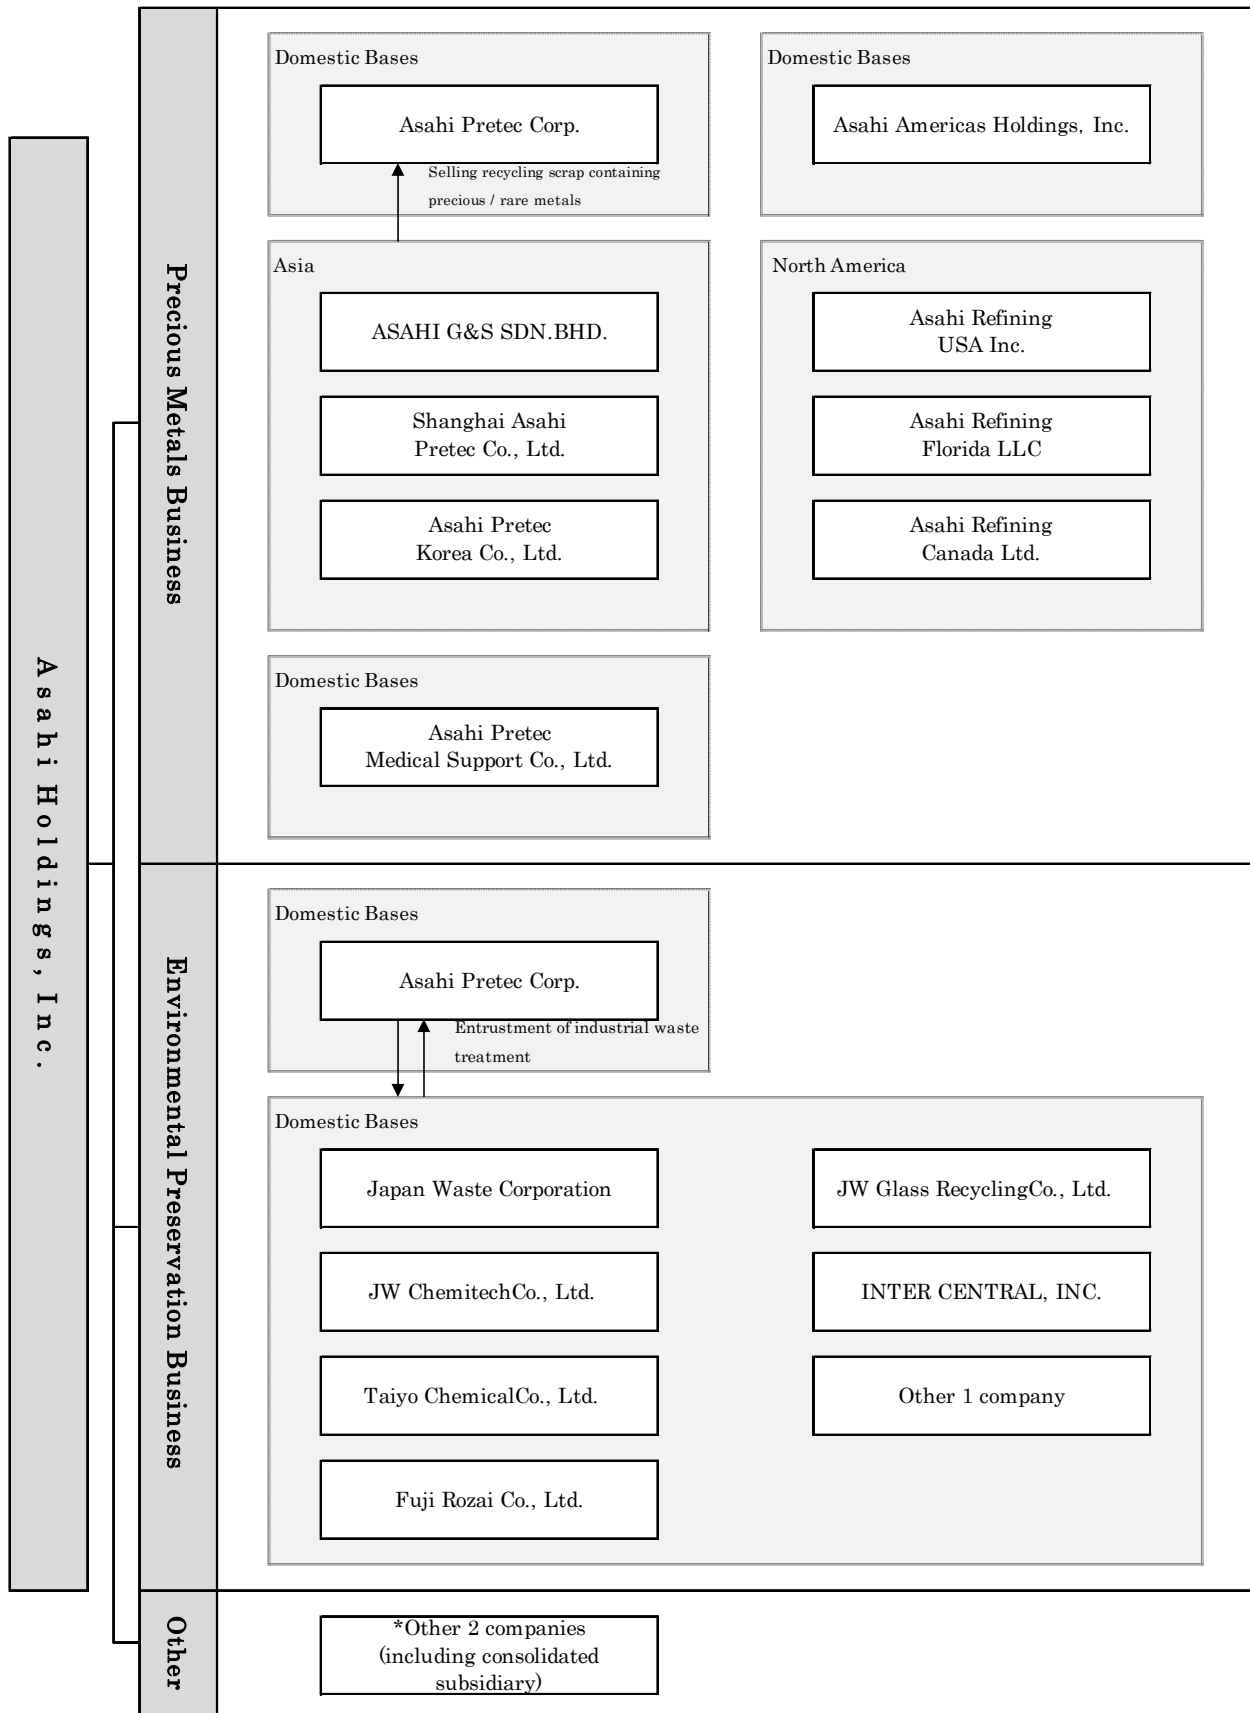 Asahi Holdings, Inc.
Precious Metals Business
Domestic Bases
Asahi Pretec Corp.
Selling recycling scrap containing
precious / rare metals
Domestic Bases
Asahi Americas Holdings, Inc.
Asia
ASAHI G&S SDN.BHD.
Shanghai Asahi
Pretec Co., Ltd.
Asahi Pretec
Korea Co., Ltd.
North America
Asahi Refining
USA Inc.
Asahi Refining
Florida LLC
Asahi Refining
Canada Ltd.
Domestic Bases
Asahi Pretec
Medical Support Co., Ltd.
Environmental Preservation Business
Domestic Bases
Asahi Pretec Corp.
Entrustment of industrial waste
treatment
Domestic Bases
Japan Waste Corporation
JW ChemitechCo., Ltd.
Taiyo ChemicalCo., Ltd.
Fuji Rozai Co., Ltd.
JW Glass RecyclingCo., Ltd.
INTER CENTRAL, INC.
Other 1 company
Other
*Other 2 companies
(including consolidated
subsidiary)